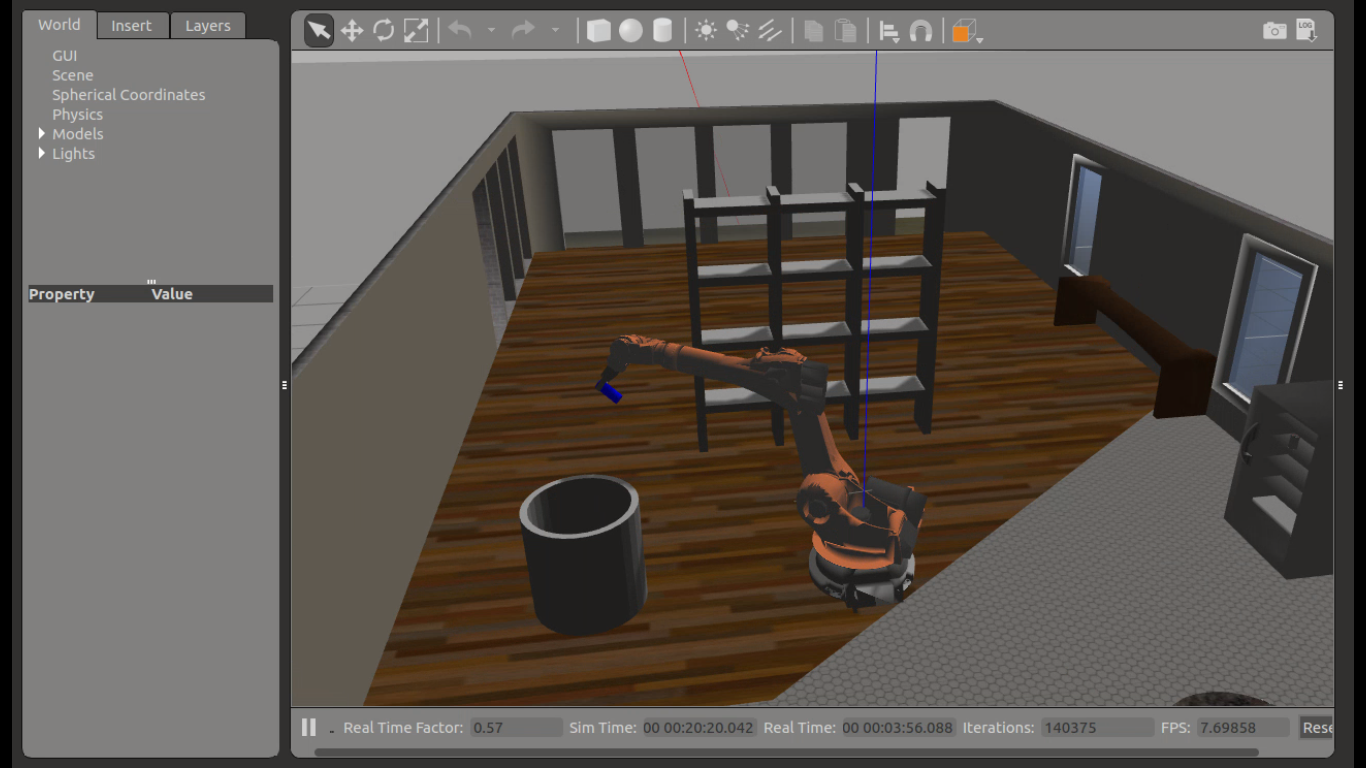 World Insert Layers
GUI
Scene
Spherical Coordinates
Physics
Models
Lights
Property Value
LOG
Real Time Factor: 0.57 Sim Time: 00 00:20:20.042 Real Time: 00 00:03:56.088 Iterations: 140375 FPS: 7.69858 Rese